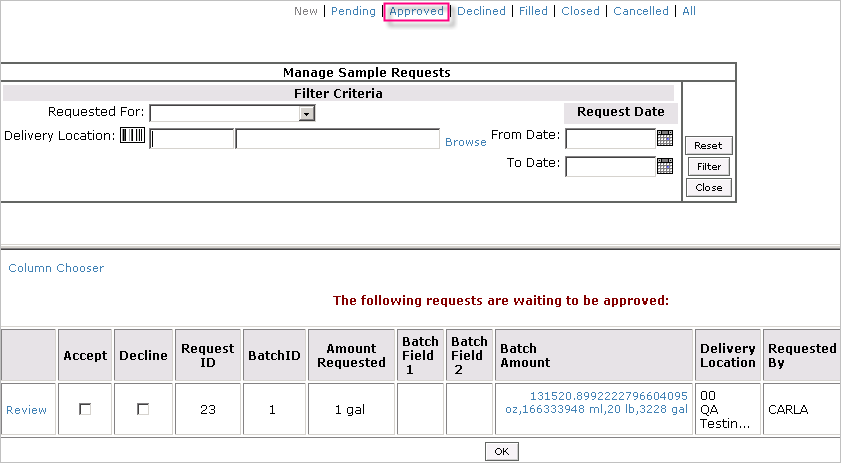 New | Pending | Approved | Declined | Filled | Closed | Cancelled | All
Manage Sample Requests
Filter Criteria
Requested For:
Request Date
Delivery Location:
Browse
From Date:
To Date:
Reset
Filter
Close
Column Chooser
The following requests are waiting to be approved:
Accept
Decline
Request
ID
BatchID
Amount
Requested
Batch
Field
1
Batch
Field
2
Batch
Amount
Delivery
Location
Requested
By
Review
23
1
1 gal
131520.8992222796604095
oz,166333948 ml,20 lb,3228 gal
00
QA
Testin...
CARLA
OK